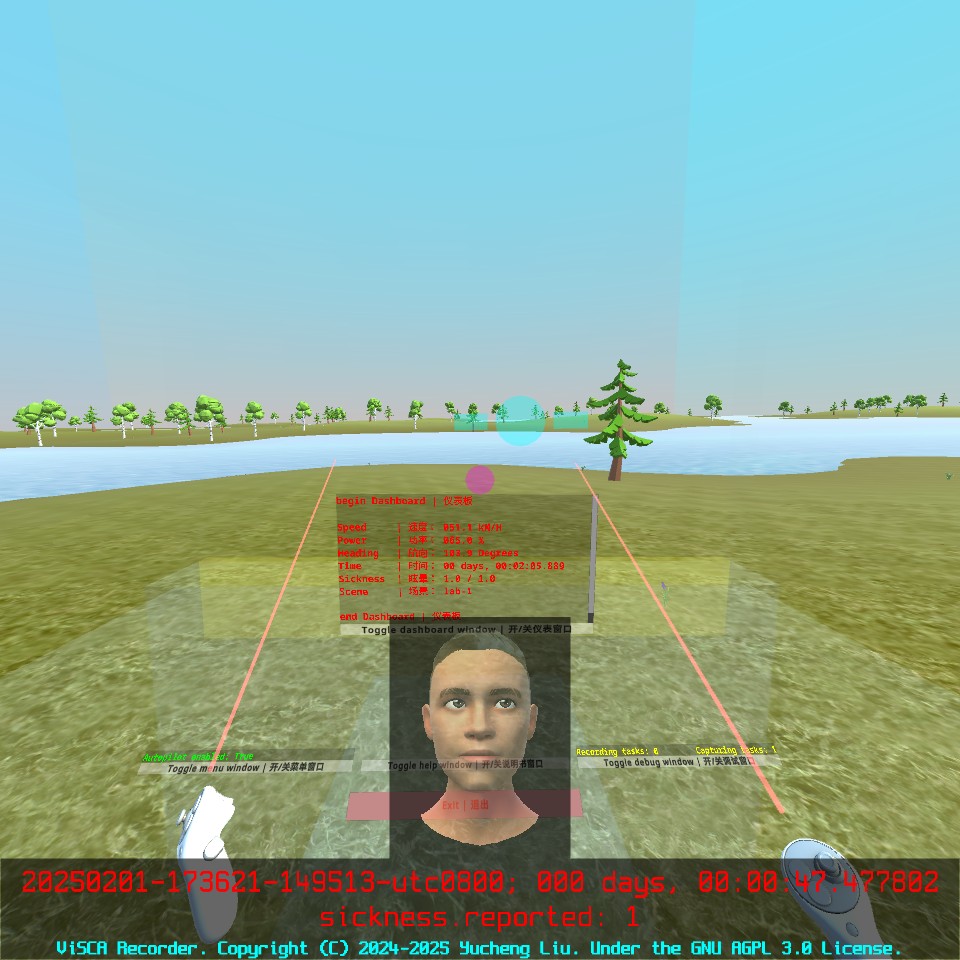 begin Dashboard | 仪表板
Speed | 速度: 051.1 km/H
Power | 功率: 065.0 %
Heading | 航向: 103.9 Degrees
Time | 时间: 00 days, 00:02:05.889
Sickness | 眩晕: 1.0 / 1.0
Scene | 场景: lab-1
end Dashboard | 仪表板
Toggle dashboard window | 开/关仪表窗口
Autopilot enabled: True
Toggle menu window | 开/关菜单窗口
Toggle help window | 开/关说明书窗口
Recording tasks: 0 Capturing tasks: 1
Toggle debug window | 开/关调试窗口
Exit | 退出
20250201-173621-149513-utc0800; 000 days, 00:00:47.477802
sickness.reported: 1
ViSCA Recorder. Copyright (C) 2024-2025 Yucheng Liu. Under the GNU AGPL 3.0 License.